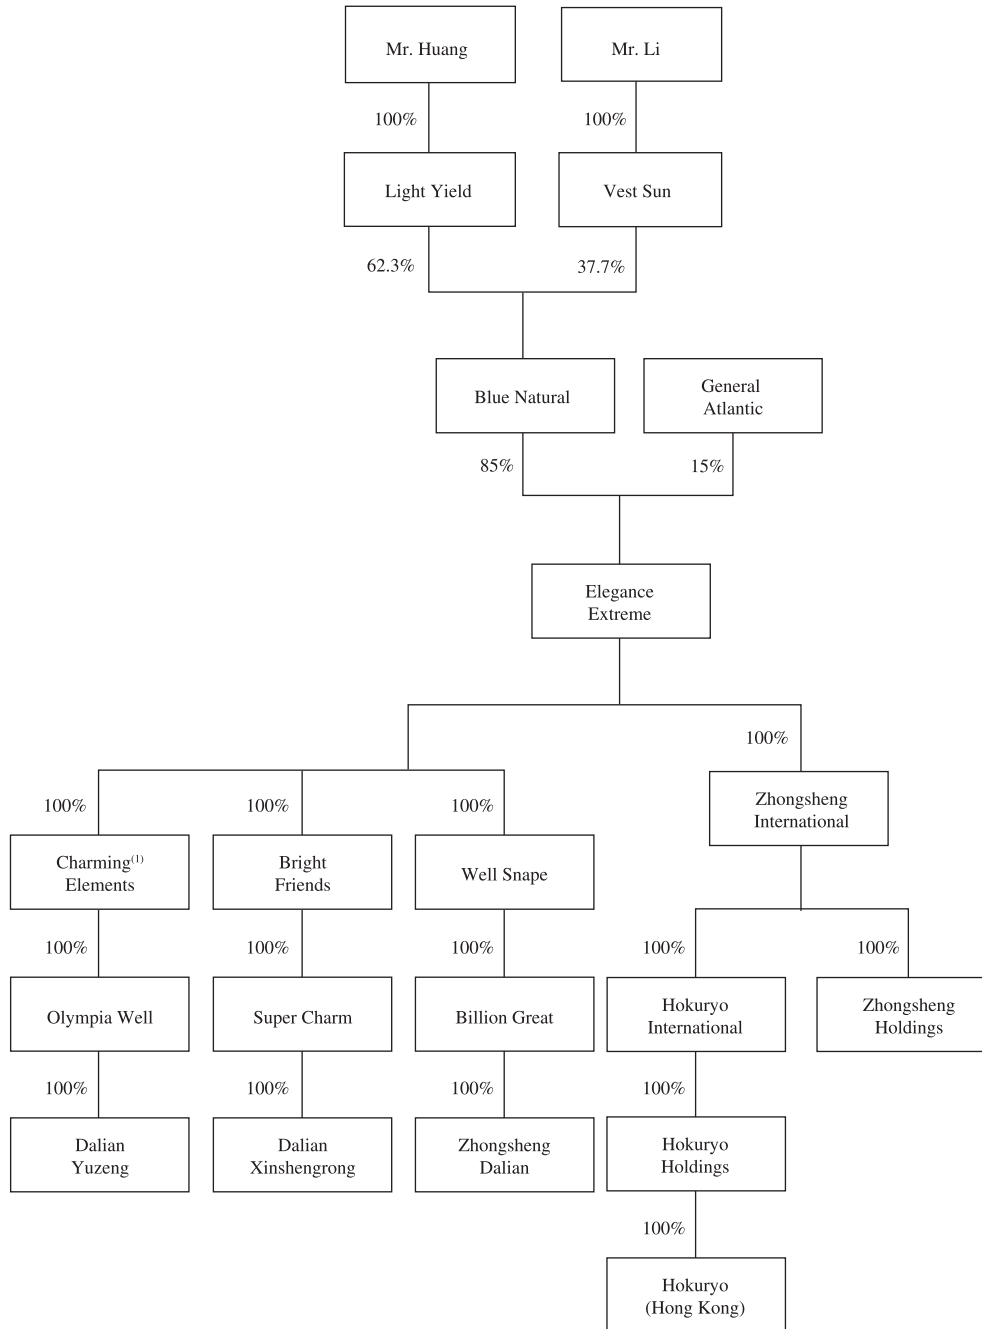 Mr. Huang
Mr. Li
100%
100%
Light Yield
Vest Sun
62.3%
37.7%
Blue Natural
General
Atlantic
85%
15%
Elegance
Extreme
100%
Zhongsheng
International
100%
100%
100%
Charming(1)
Elements
Bright
Friends
Well Snape
100%
100%
100%
100%
100%
Olympia Well
Super Charm
Billion Great
Hokuryo
International
Zhongsheng
Holdings
100%
100%
100%
100%
Dalian
Yuzeng
Dalian
Xinshengrong
Zhongsheng
Dalian
Hokuryo
Holdings
100%
Hokuryo
(Hong Kong)